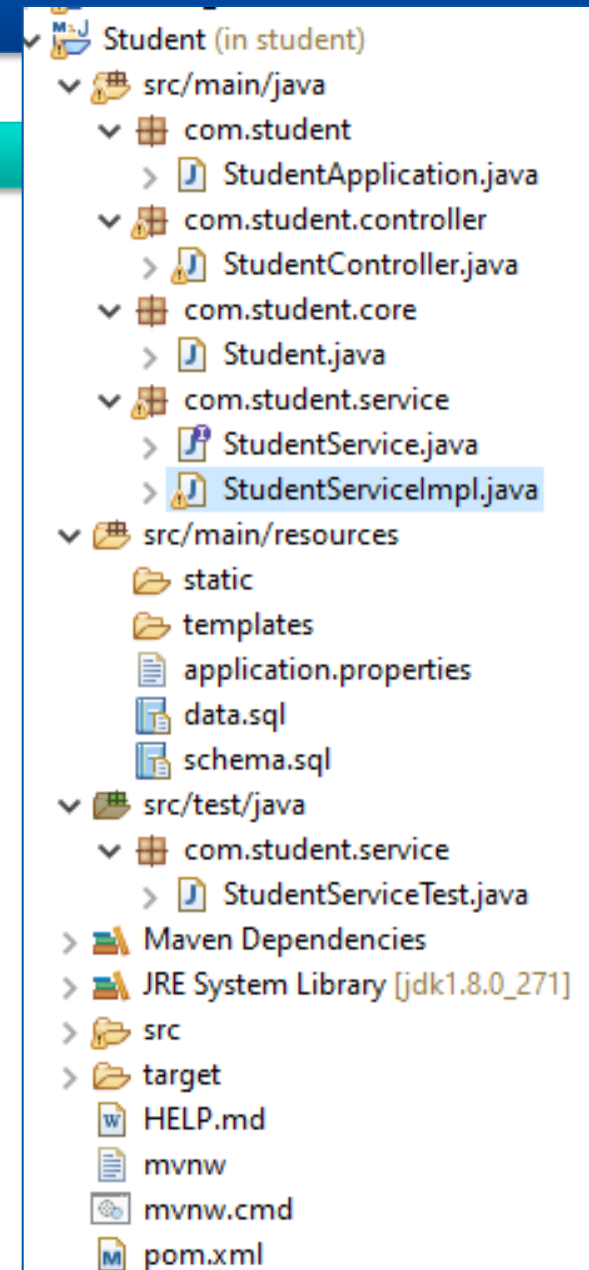 Student (in student)
src/main/java
com.student
StudentApplication.java
com.student.controller
StudentController.java
com.student.core
Student.java
com.student.service
StudentService.java
StudentServiceImpl.java
src/main/resources
static
templates
application.properties
data.sql
schema.sql
src/test/java
com.student.service
StudentServiceTest.java
Maven Dependencies
JRE System Library [jdk1.8.0_271]
src
target
HELP.md
mvnw
mvnw.cmd
pom.xml